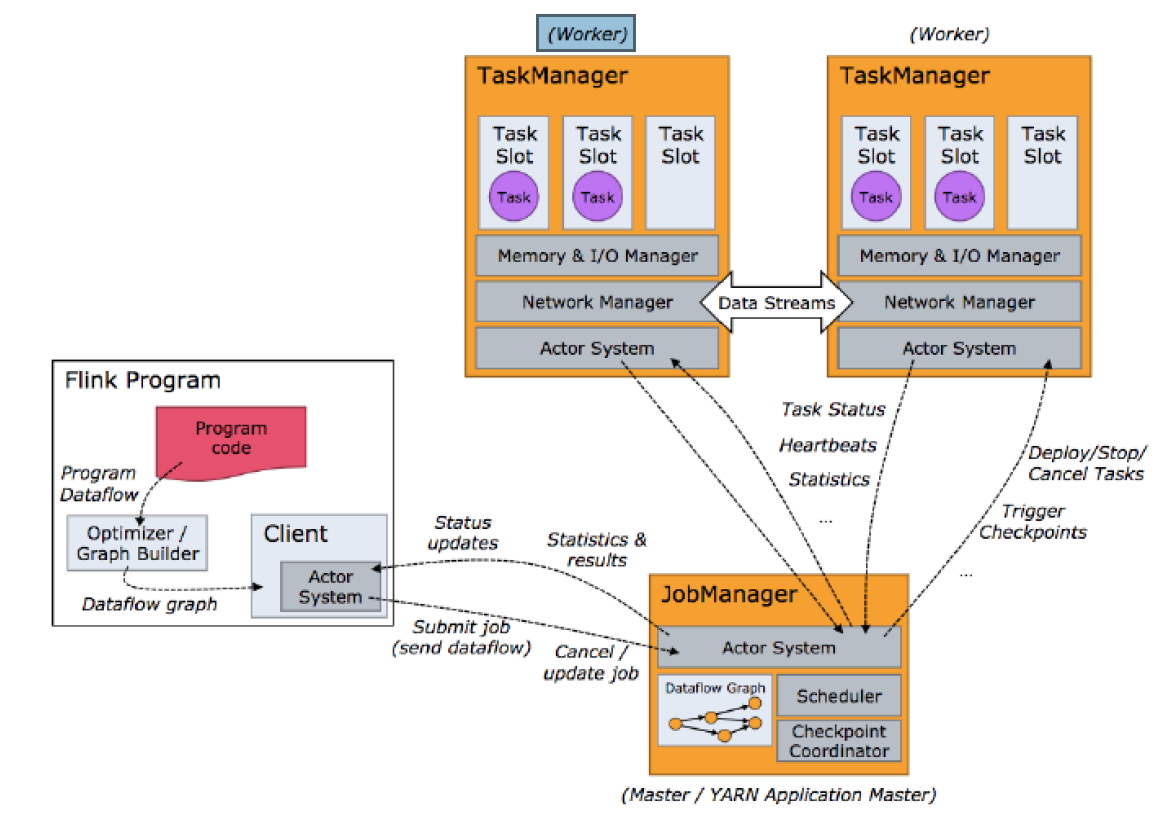 (Worker)
TaskManager
Task
Slot
Task
Task
Slot
Task
Task
Slot
Memory & I/O Manager
Network Manager
Actor System
(Worker)
TaskManager
Task
Slot
Task
Task
Slot
Task
Task
Slot
Memory & I/O Manager
Network Manager
Actor System
Data Streams
Flink Program
Program
code
Program
Dataflow
Optimizer /
Graph Builder
Dataflow graph
Client
Actor
System
Status
updates
Statistics &
results
Submit job
(send dataflow)
Cancel /
update job
Task Status
Heartbeats
Statistics
...
Deploy/Stop/
Cancel Tasks
Trigger
Checkpoints
...
JobManager
Actor System
Dataflow Graph
Scheduler
Checkpoint
Coordinator
(Master / YARN Application Master)